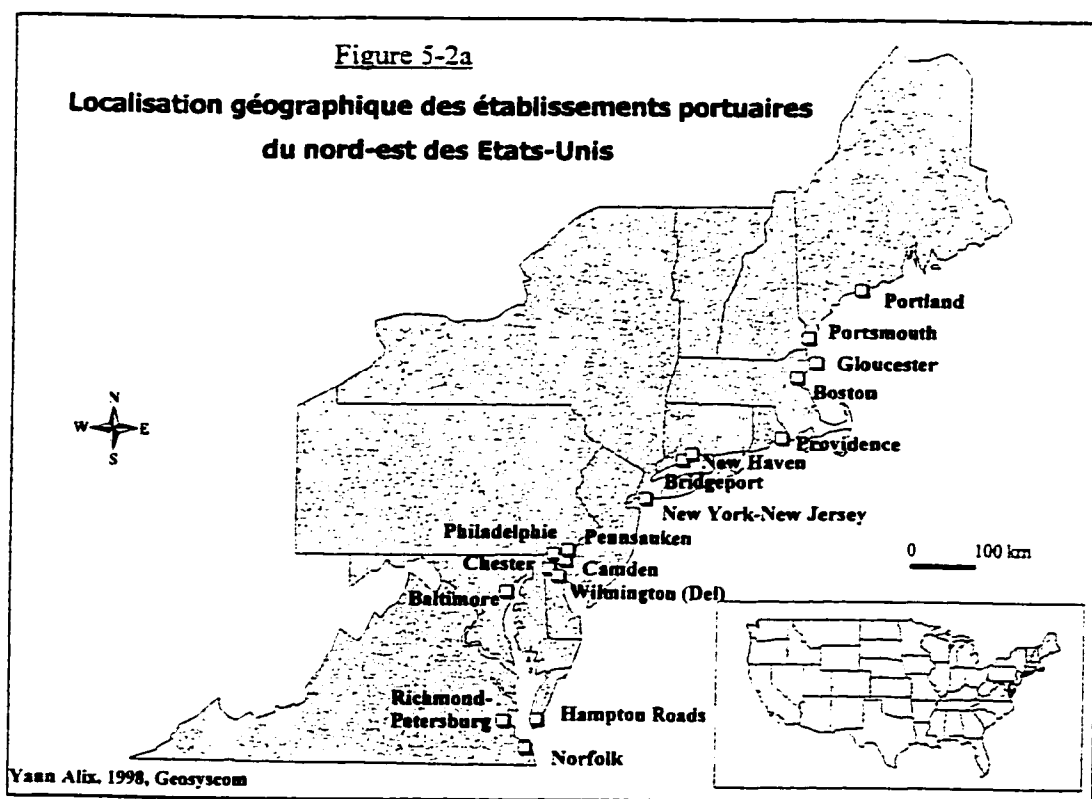 Figure 5-2a
Localisation géographique des établissements portuaires
du nord-est des Etats-Unis
Portland
Portsmouth
Gloucester
Boston
N
W E
S
Providence
New Haven
Bridgeport
New York-New Jersey
Philadelphie
Pennsauken
0 100 km
Chester
Camden
Wilmington (Del)
Baltimore
Richmond-
Petersburg
Hampton Roads
Norfolk
Yann Alix, 1998, Geosyscom